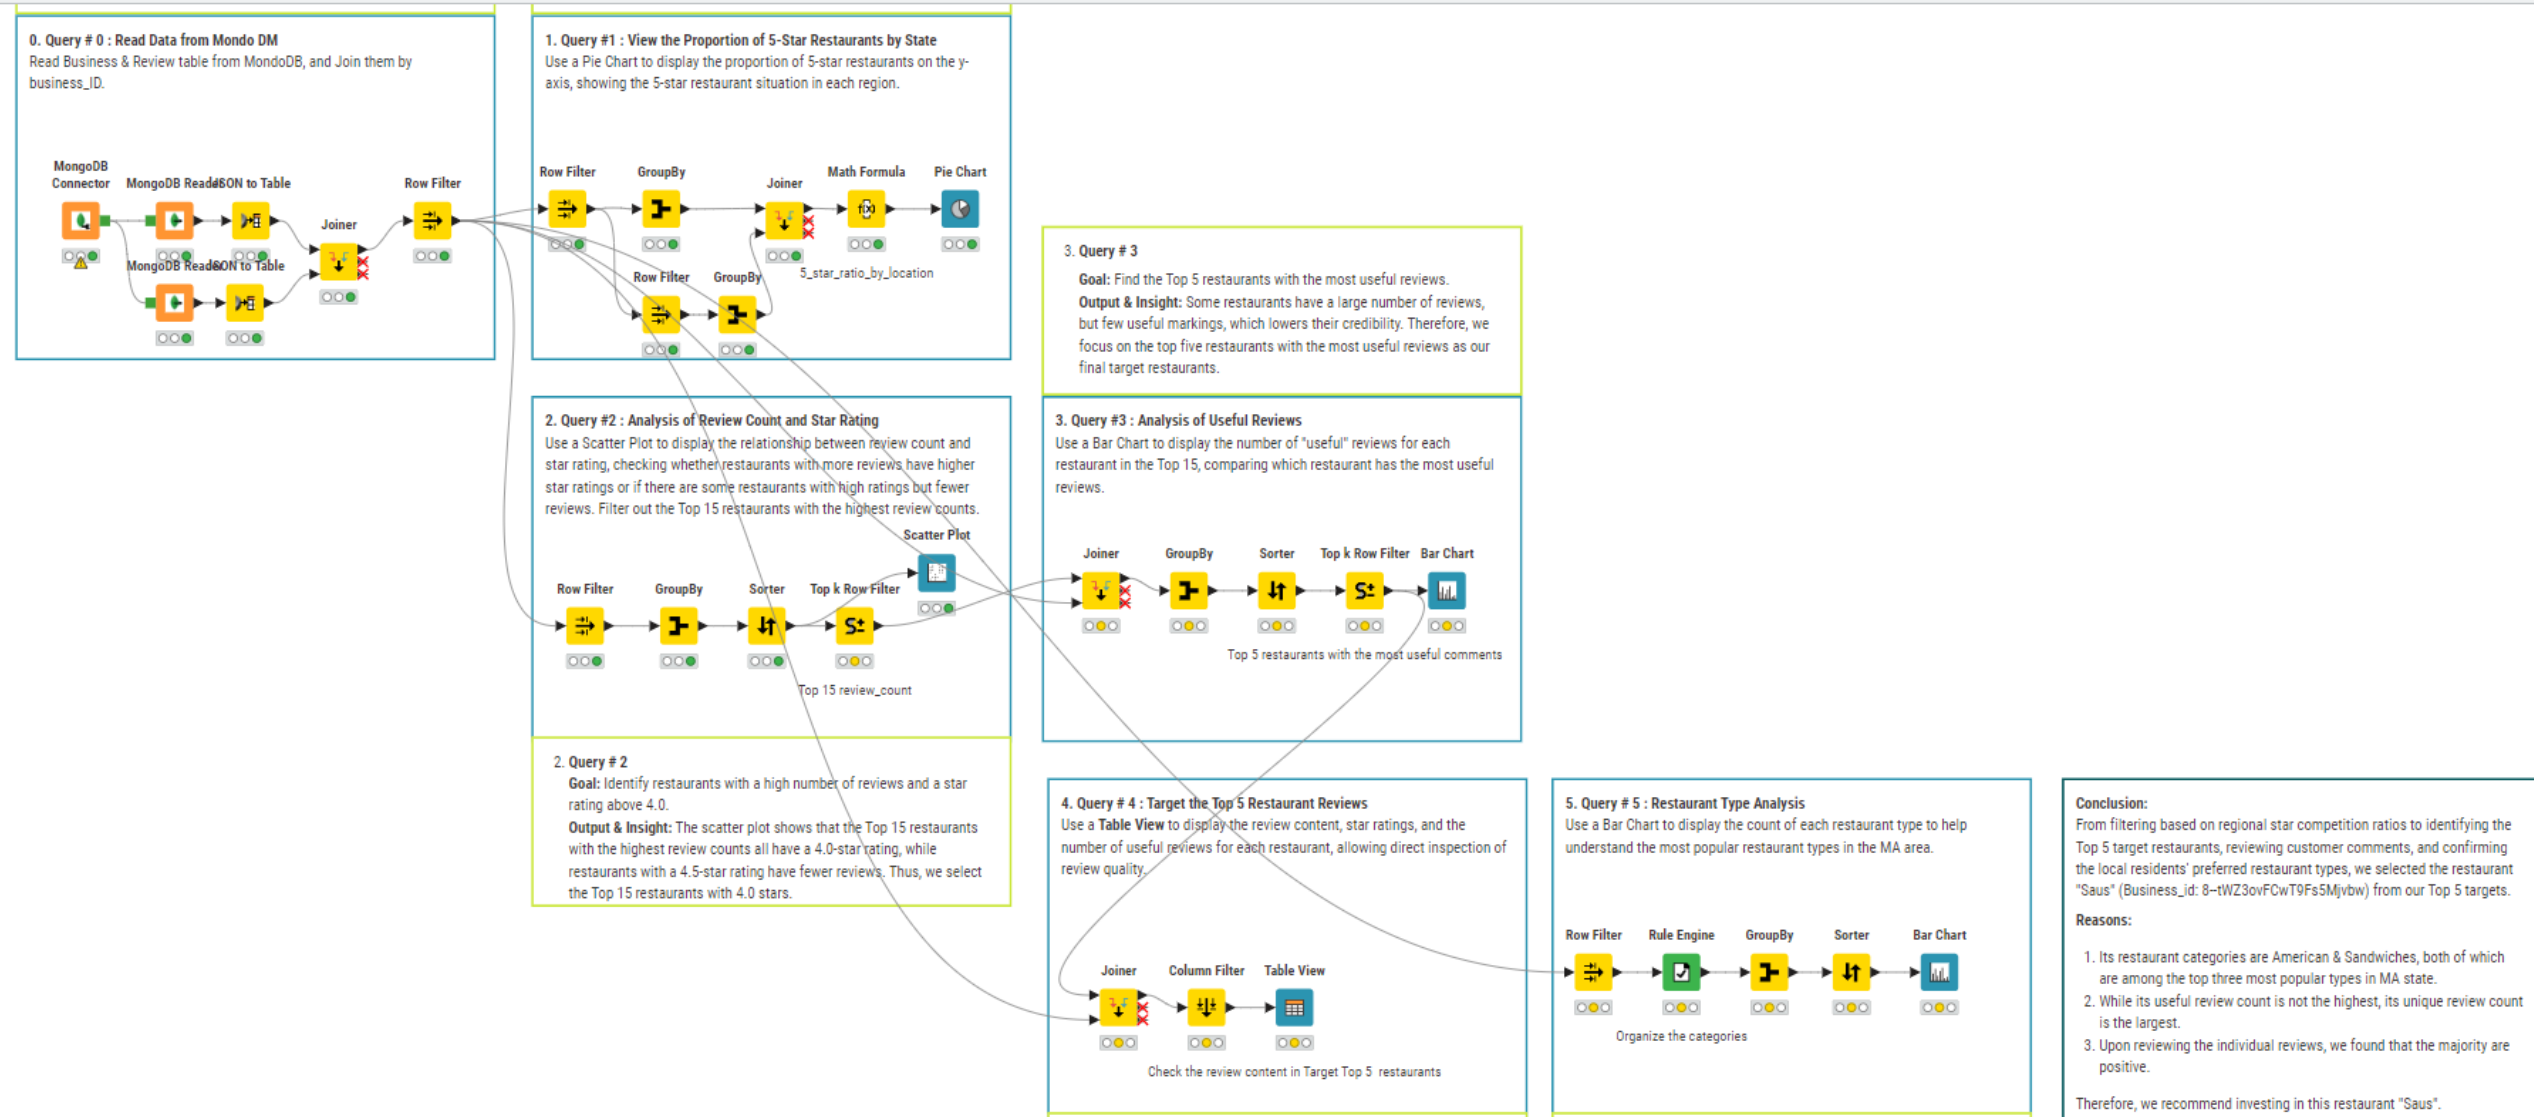 0. Query # 0 : Read Data from Mondo DM
Read Business & Review table from MongoDB, and Join them by
business_ID.
MongoDB
Connector
MongoDB Reader
JSON to Table
Joiner
Row Filter
MongoDB Reader
JSON to Table
1. Query #1 : View the Proportion of 5-Star Restaurants by State
Use a Pie Chart to display the proportion of 5-star restaurants on the y-
axis, showing the 5-star restaurant situation in each region.
Row Filter
GroupBy
Joiner
Math Formula
Pie Chart
5_star_ratio_by_location
Row Filter
GroupBy
3. Query # 3
Goal: Find the Top 5 restaurants with the most useful reviews.
Output & Insight: Some restaurants have a large number of reviews,
but few useful markings, which lowers their credibility. Therefore, we
focus on the top five restaurants with the most useful reviews as our
final target restaurants.
2. Query #2 : Analysis of Review Count and Star Rating
Use a Scatter Plot to display the relationship between review count and
star rating, checking whether restaurants with more reviews have higher
star ratings or if there are some restaurants with high ratings but fewer
reviews. Filter out the Top 15 restaurants with the highest review counts.
Scatter Plot
Row Filter
GroupBy
Sorter
Top k Row Filter
Top 15 review_count
3. Query #3 : Analysis of Useful Reviews
Use a Bar Chart to display the number of "useful" reviews for each
restaurant in the Top 15, comparing which restaurant has the most useful
reviews.
Joiner
GroupBy
Sorter
Top k Row Filter
Bar Chart
Top 5 restaurants with the most useful comments
2. Query # 2
Goal: Identify restaurants with a high number of reviews and a star
rating above 4.0.
Output & Insight: The scatter plot shows that the Top 15 restaurants
with the highest review counts all have a 4.0-star rating, while
restaurants with a 4.5-star rating have fewer reviews. Thus, we select
the Top 15 restaurants with 4.0 stars.
4. Query # 4 : Target the Top 5 Restaurant Reviews
Use a Table View to display the review content, star ratings, and the
number of useful reviews for each restaurant, allowing direct inspection of
review quality.
Joiner
Column Filter
Table View
Check the review content in Target Top 5 restaurants
5. Query # 5 : Restaurant Type Analysis
Use a Bar Chart to display the count of each restaurant type to help
understand the most popular restaurant types in the MA area.
Row Filter
Rule Engine
GroupBy
Sorter
Bar Chart
Organize the categories
Conclusion:
From filtering based on regional star competition ratios to identifying the
Top 5 target restaurants, reviewing customer comments, and confirming
the local residents' preferred restaurant types, we selected the restaurant
"Saus" (Business_id: 8--tWZ3ovFCwT9Fs5Mjvbw) from our Top 5 targets.
Reasons:
1. Its restaurant categories are American & Sandwiches, both of which
are among the top three most popular types in MA state.
2. While its useful review count is not the highest, its unique review count
is the largest.
3. Upon reviewing the individual reviews, we found that the majority are
positive.
Therefore, we recommend investing in this restaurant "Saus".